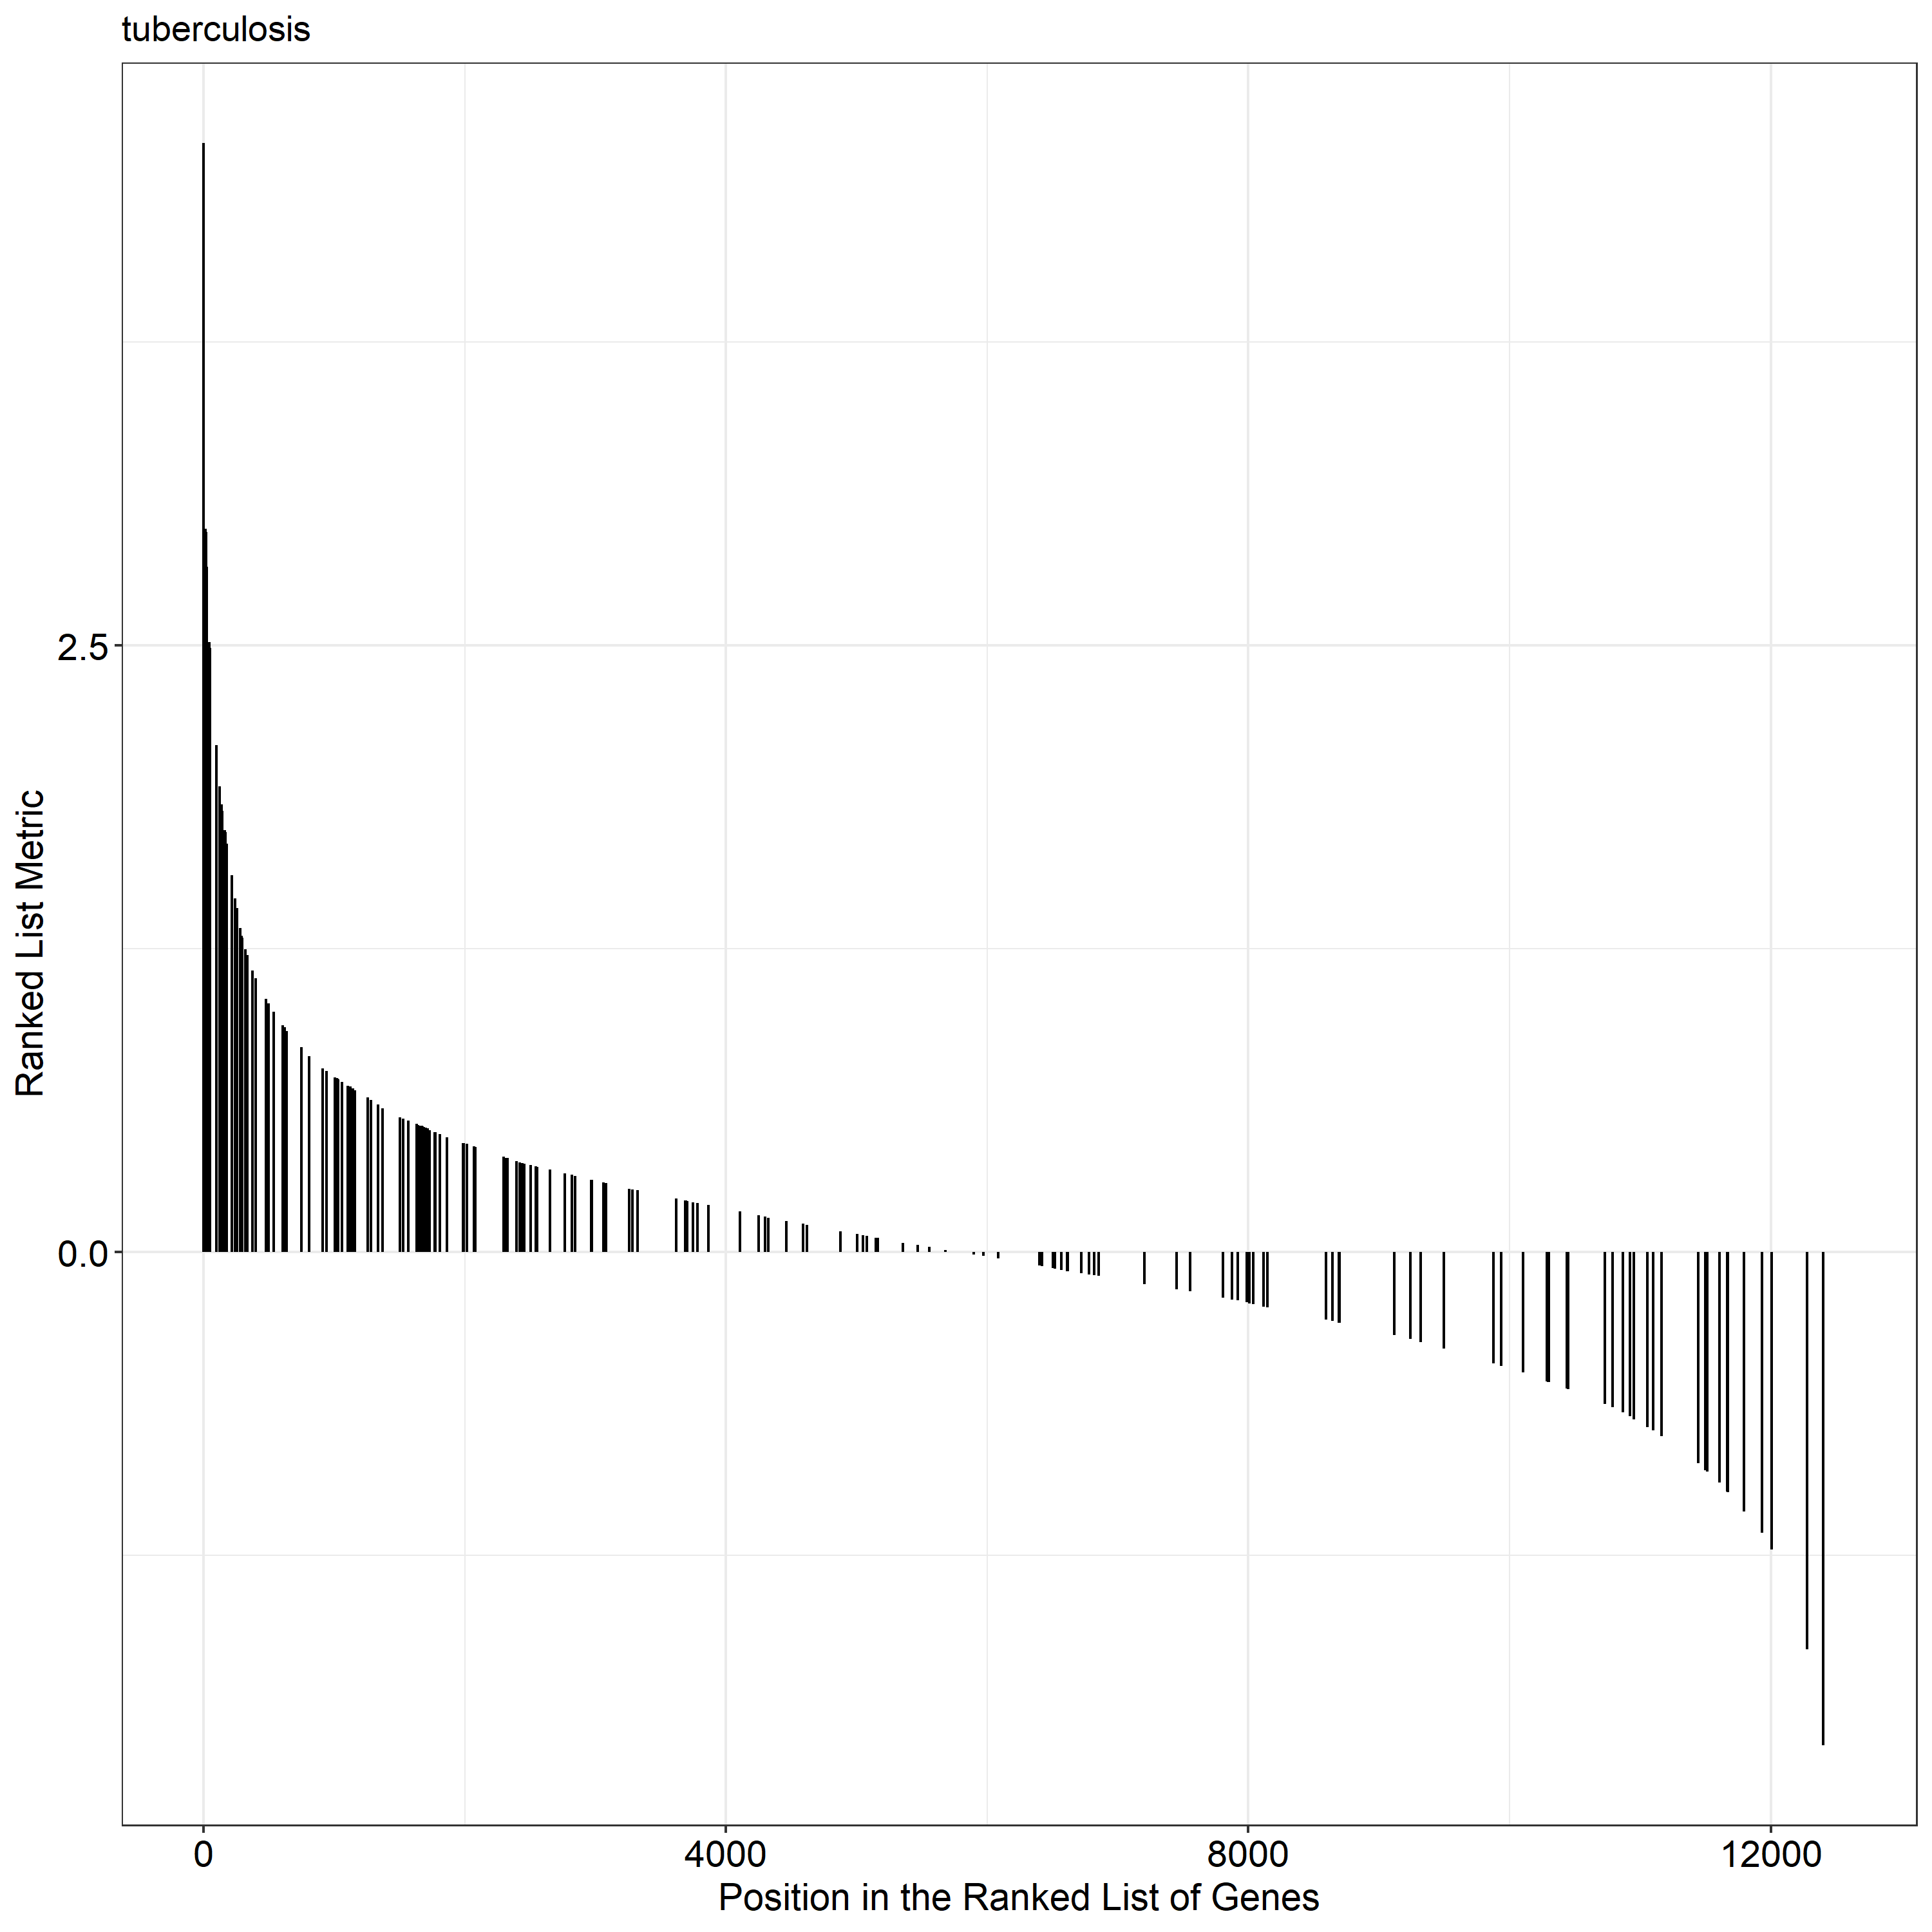 tuberculosis
Ranked List Metric
2.5
0.0
0 4000 8000 12000
Position in the Ranked List of Genes